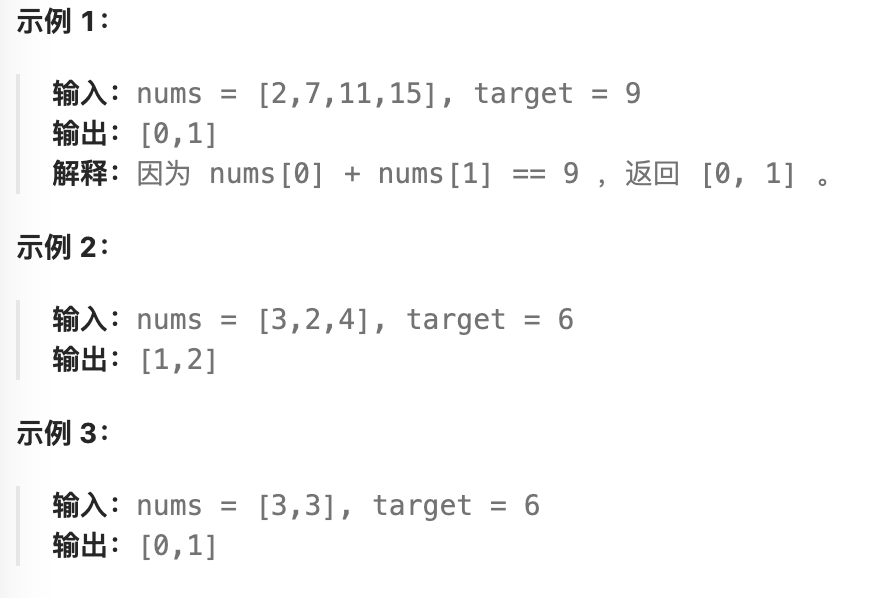 示例 1：
输入：nums = [2,7,11,15], target = 9
输出：[0,1]
解释：因为 nums[0] + nums[1] == 9 ，返回 [0, 1] 。
示例 2：
输入：nums = [3,2,4], target = 6
输出：[1,2]
示例 3：
输入：nums = [3,3], target = 6
输出：[0,1]